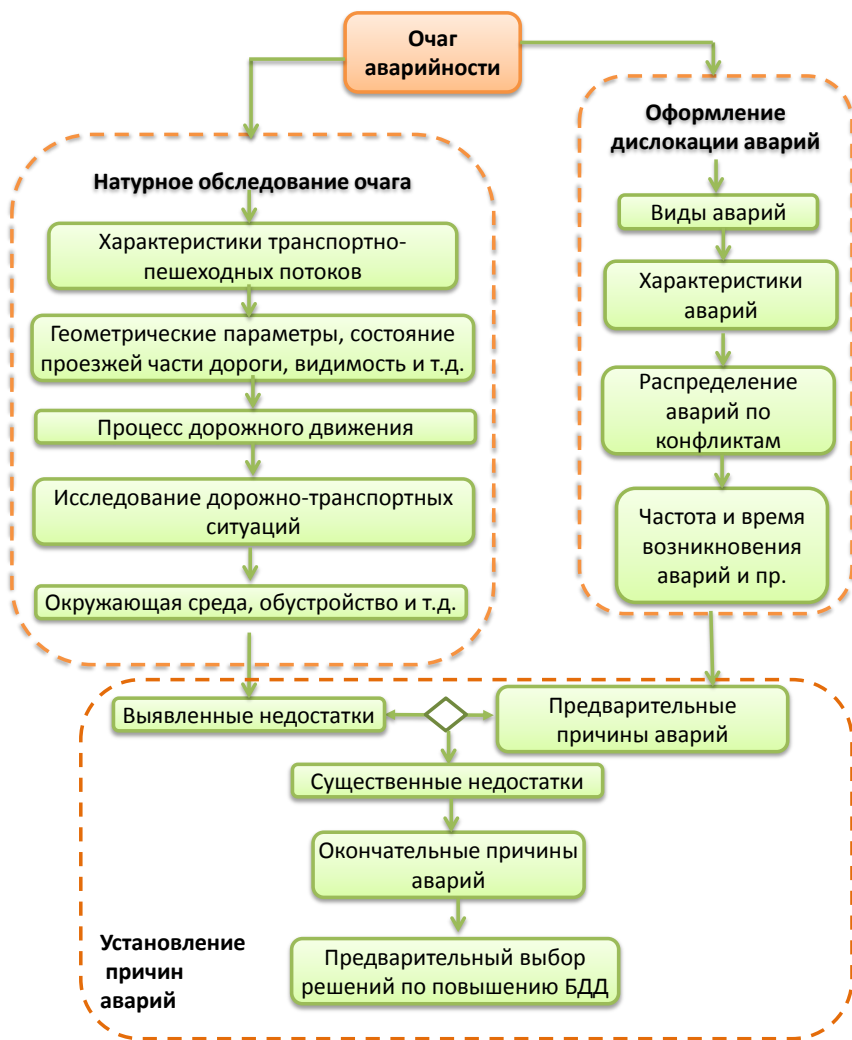 Очаг
аварийности
Натурное обследование очага
Характеристики транспортно-
пешеходных потоков
Геометрические параметры, состояние
проезжей части дороги, видимость и т.д.
Процесс дорожного движения
Исследование дорожно-транспортных
ситуаций
Окружающая среда, обустройство и т.д.
Оформление
дислокации аварий
Виды аварий
Характеристики
аварий
Распределение
аварий по
конфликтам
Частота и время
возникновения
аварий и пр.
Выявленные недостатки
Предварительные
причины аварий
Существенные недостатки
Окончательные причины
аварий
Предварительный выбор
решений по повышению БДД
Установление
причин
аварий